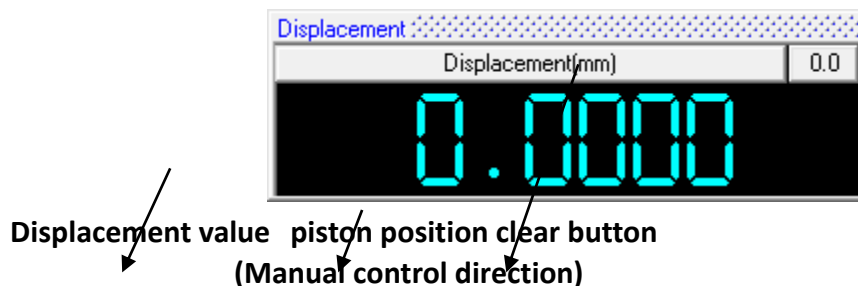 Displacement
Displacement(mm) 0.0
0.0000
Displacement value piston position clear button
(Manual control direction)